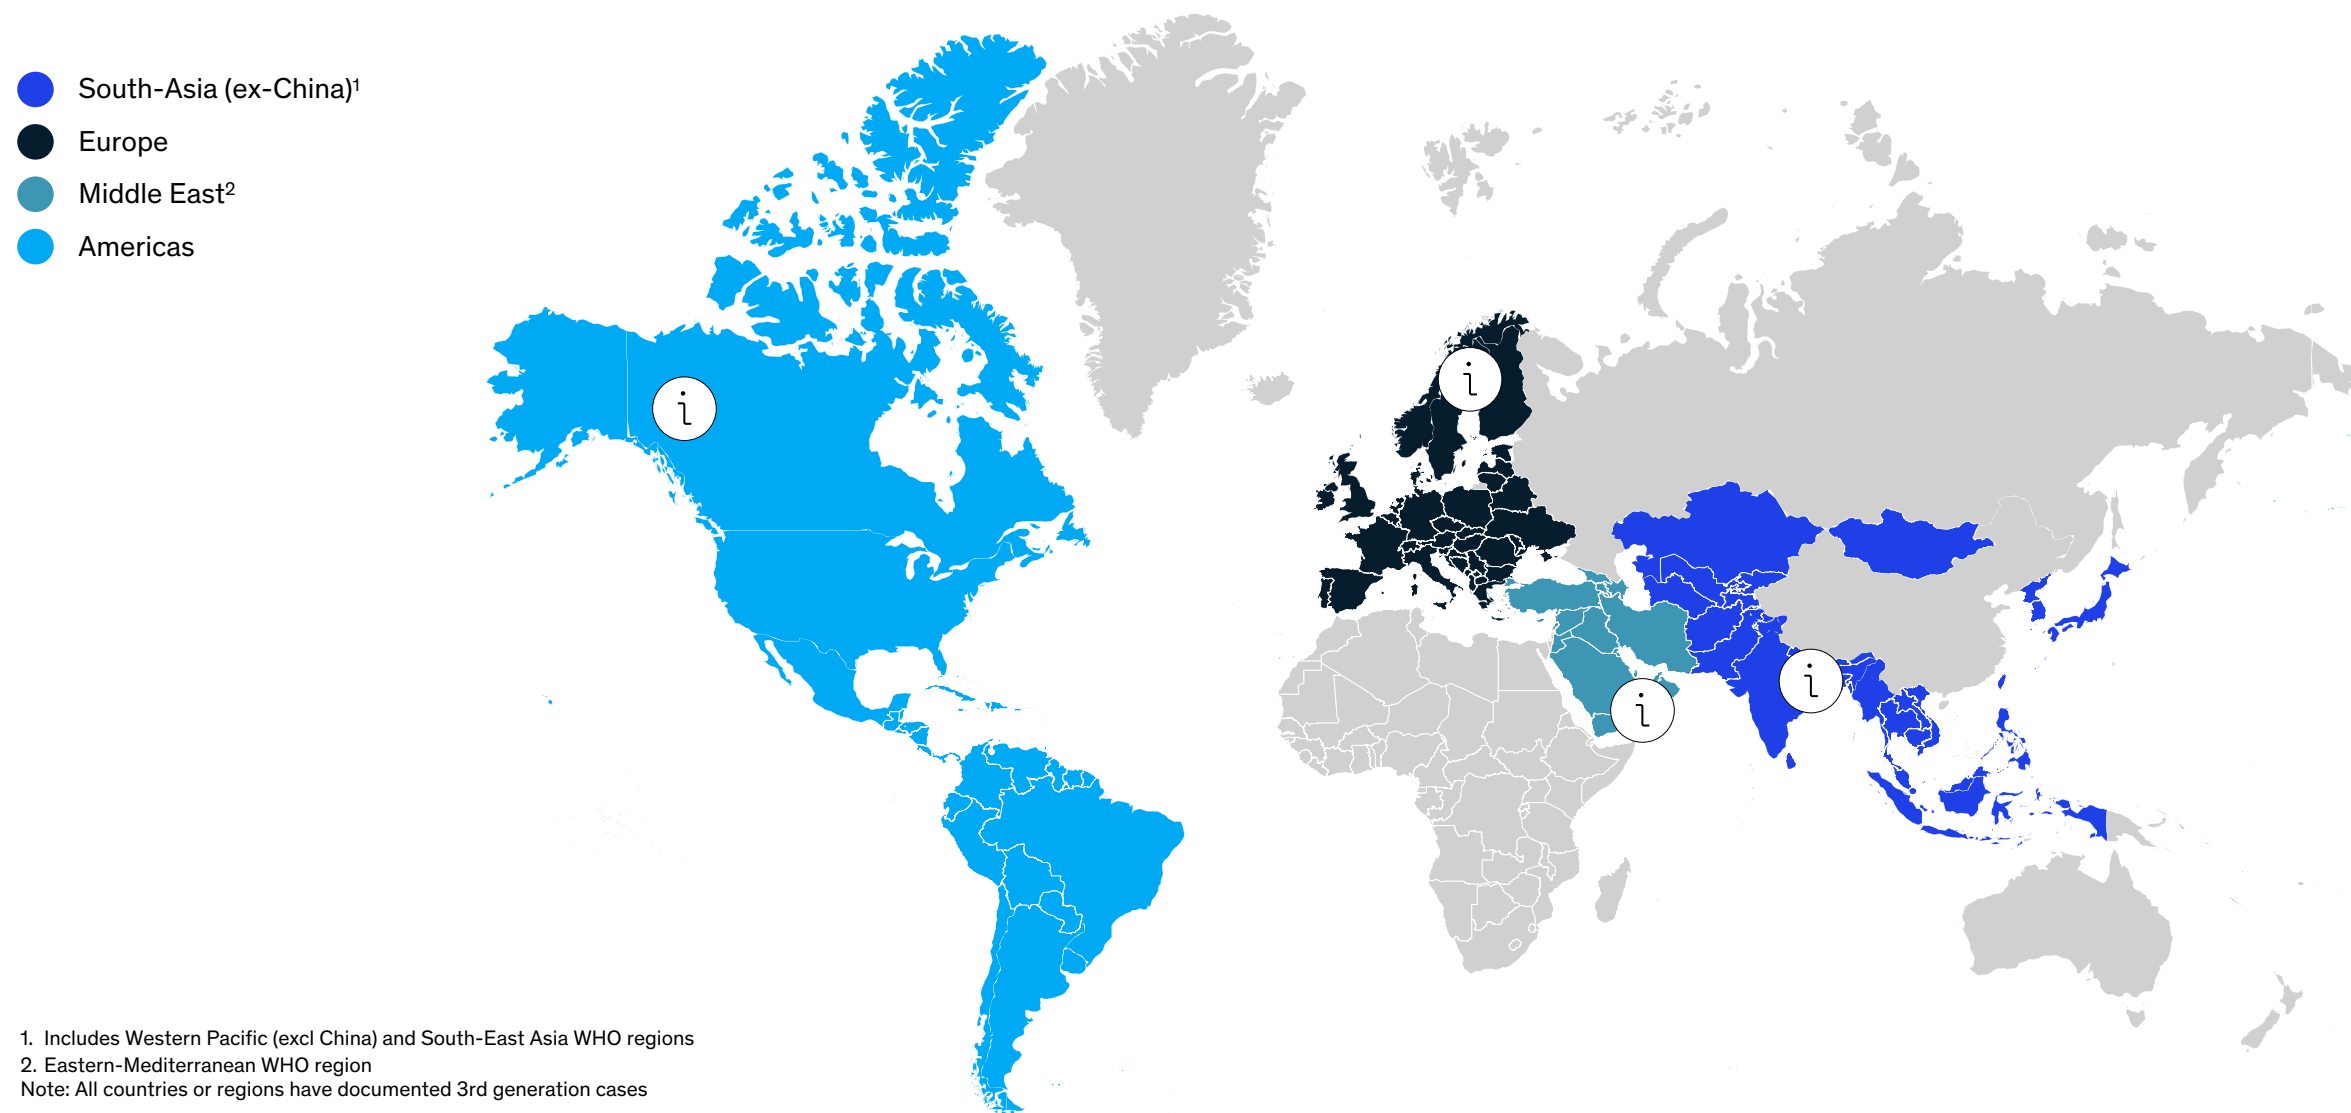 South-Asia (ex-China)¹
Europe
Middle East²
Americas
i
i
i
i
1. Includes Western Pacific (excl China) and South-East Asia WHO regions
2. Eastern-Mediterranean WHO region
Note: All countries or regions have documented 3rd generation cases